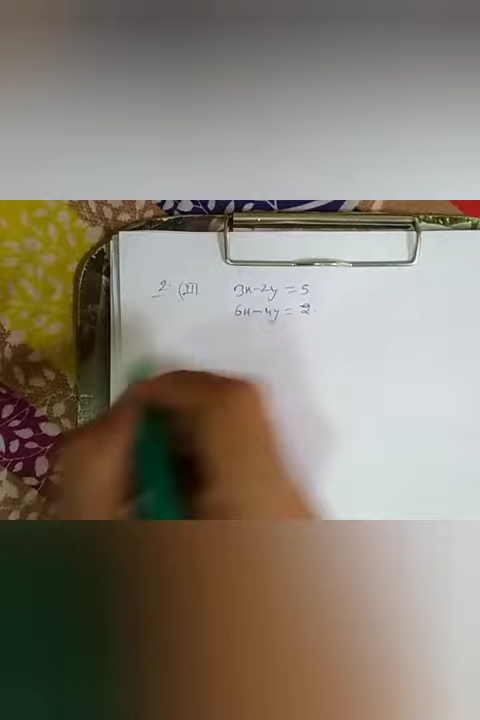 2. (II) 3x-2y = 5
6x-4y = 2.